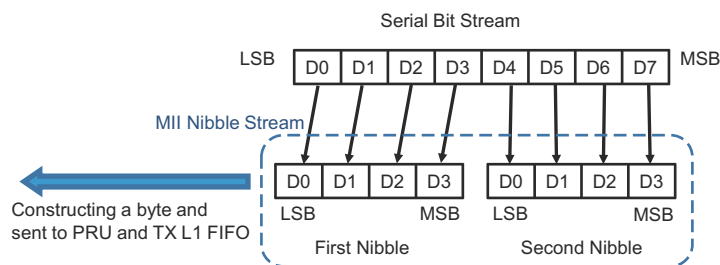 Serial Bit Stream
LSB D0 D1 D2 D3 D4 D5 D6 D7 MSB
MII Nibble Stream
D0 D1 D2 D3 D0 D1 D2 D3
LSB MSB LSB MSB
Constructing a byte and
sent to PRU and TX L1 FIFO
First Nibble Second Nibble